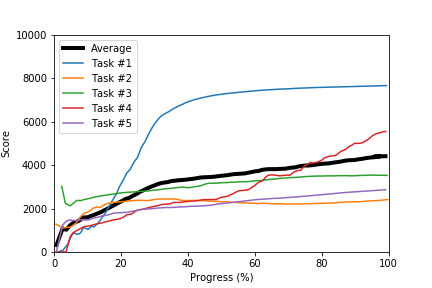 10000
8000
6000
4000
2000
0
Score
Average
Task #1
Task #2
Task #3
Task #4
Task #5
0 20 40 60 80 100
Progress (%)